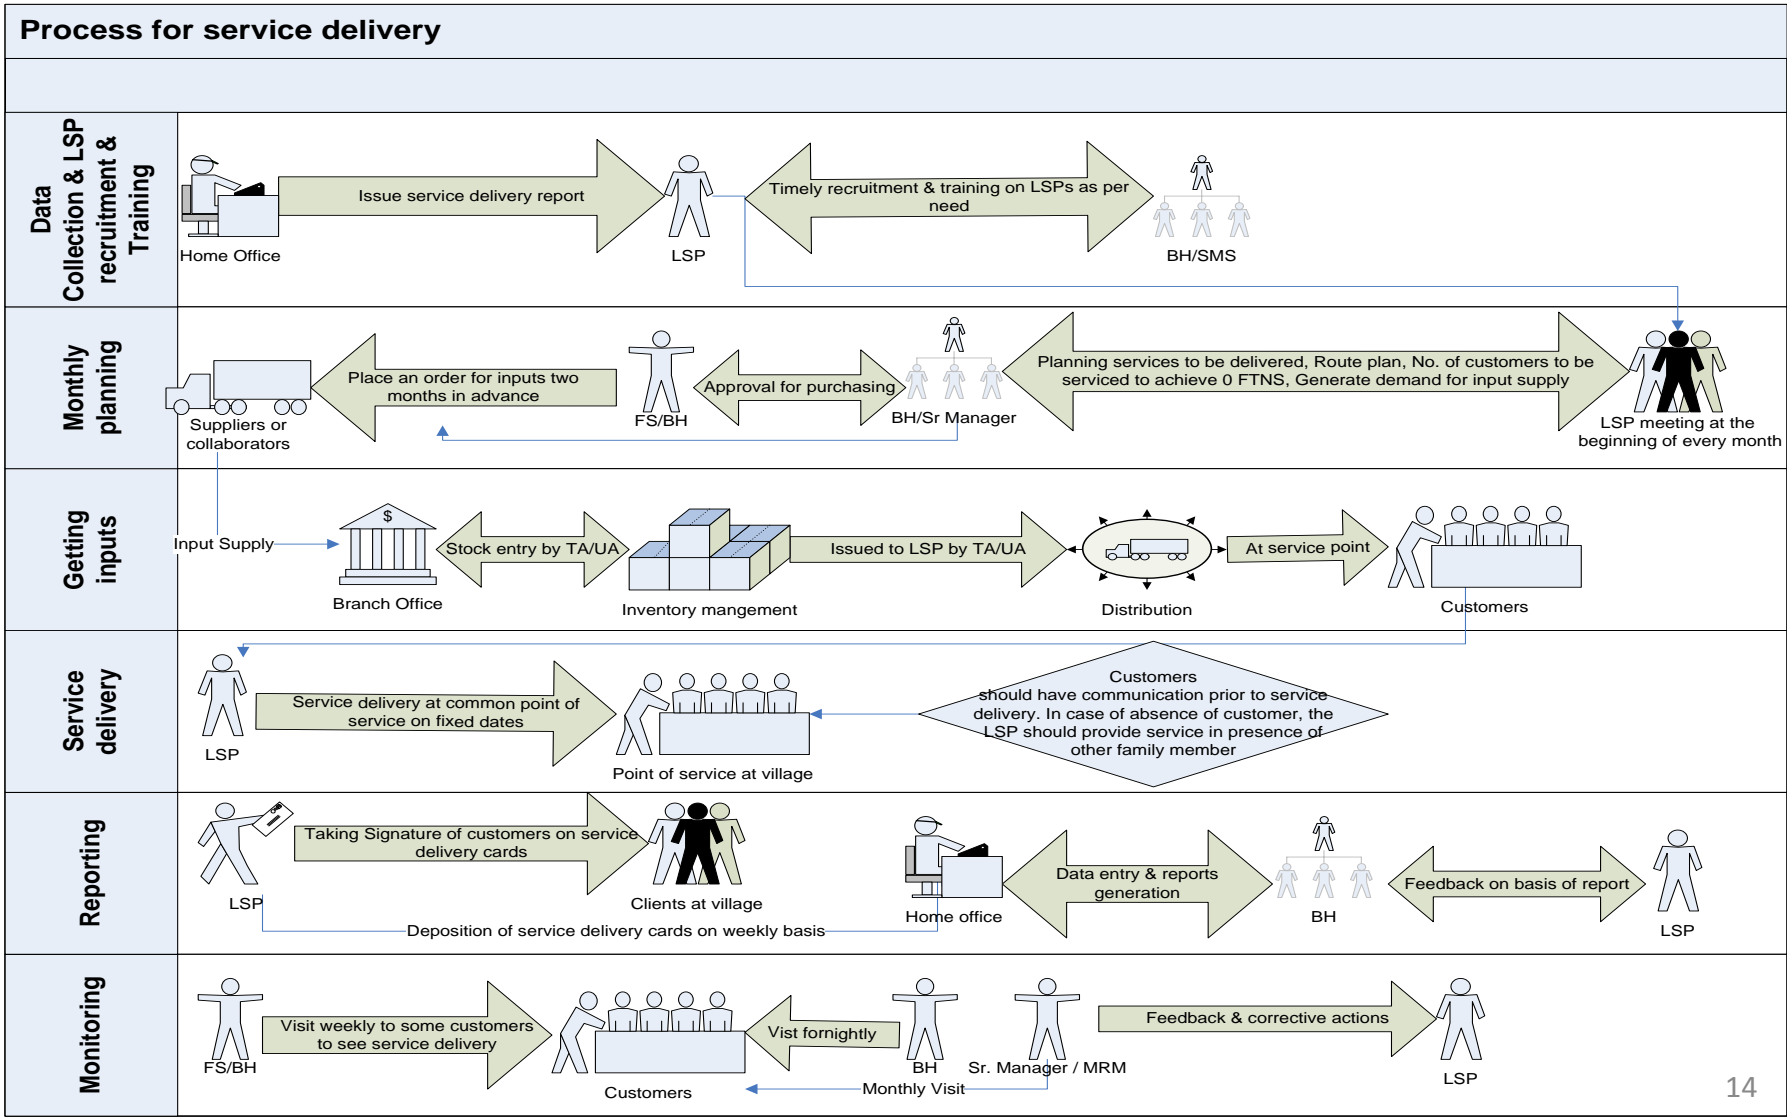 Process for service delivery
Data
Collection & LSP
recruitment &
Training
Issue service delivery report
Timely recruitment & training on LSPs as per
need
Home Office
LSP
BH/SMS
Monthly
planning
Place an order for inputs two
months in advance
Approval for purchasing
Planning services to be delivered, Route plan, No. of customers to be
serviced to achieve 0 FTNS, Generate demand for input supply
Suppliers or
collaborators
FS/BH
BH/Sr Manager
LSP meeting at the
beginning of every month
Getting
inputs
Input Supply
$
Stock entry by TA/UA
Issued to LSP by TA/UA
At service point
Branch Office
Inventory mangement
Distribution
Customers
Service
delivery
Service delivery at common point of
service on fixed dates
Customers
should have communication prior to service
delivery. In case of absence of customer, the
LSP should provide service in presence of
other family member
LSP
Point of service at village
Reporting
Taking Signature of customers on service
delivery cards
Data entry & reports
generation
Feedback on basis of report
LSP
Clients at village
Home office
BH
LSP
Deposition of service delivery cards on weekly basis
Monitoring
Visit weekly to some customers
to see service delivery
Vist fornightly
Feedback & corrective actions
FS/BH
Customers
BH
Sr. Manager / MRM
LSP
Monthly Visit
14